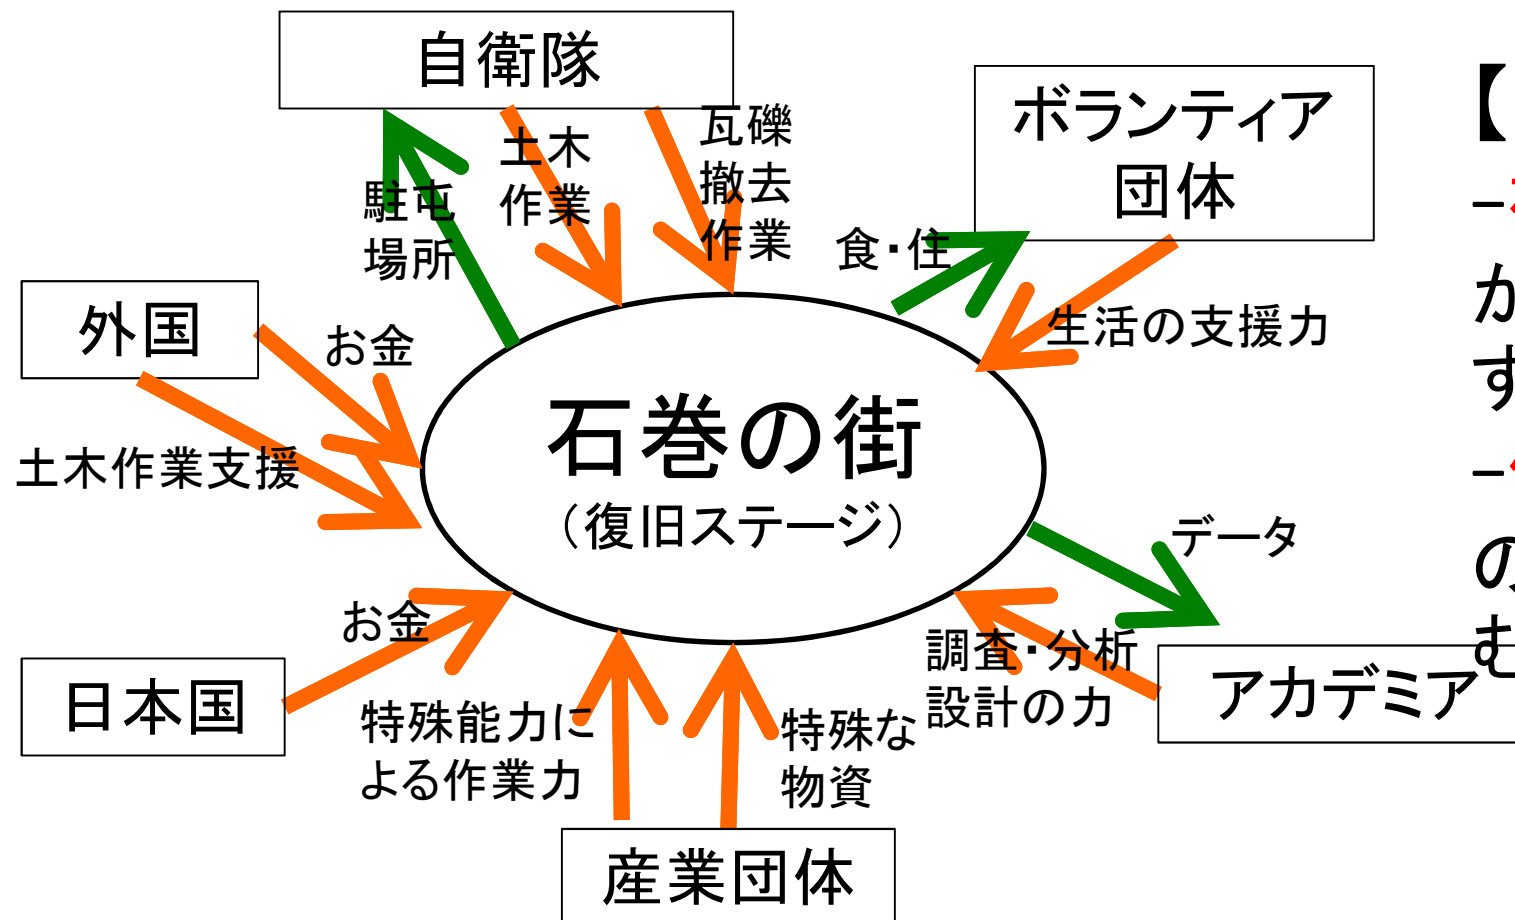 自衛隊
ボランティア
団体
【
土木
作業
瓦礫
撤去
作業
駐屯
場所
食・住
生活の支援力
外国
お金
土木作業支援
石巻の街
（復旧ステージ）
データ
お金
日本国
特殊能力に
よる作業力
特殊な
物資
調査・分析
設計の力
アカデミア
産業団体
か
す
の
む